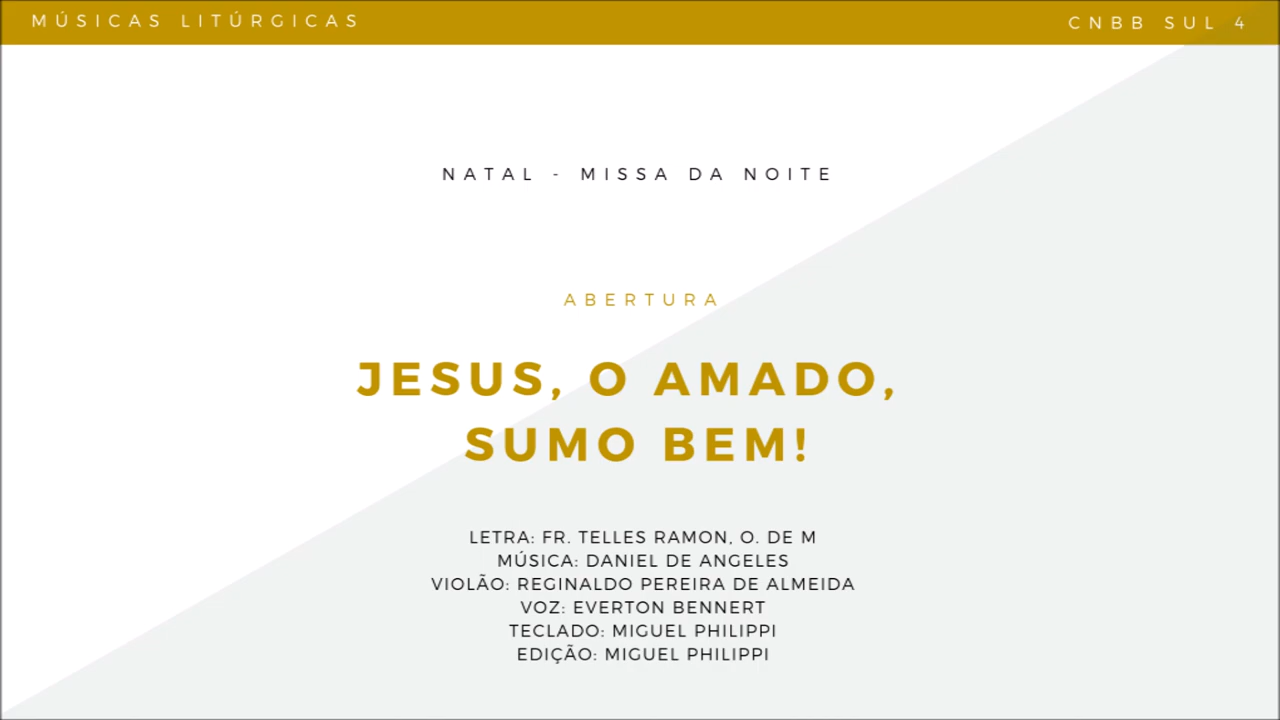 MÚSICAS LITÚRGICAS
CNBB SUL 4
NATAL - MISSA DA NOITE
ABERTURA
JESUS, O AMADO,
SUMO BEM!
LETRA: FR. TELLES RAMON, O. DE M
MÚSICA: DANIEL DE ANGELES
VIOLÃO: REGINALDO PEREIRA DE ALMEIDA
VOZ: EVERTON BENNERT
TECLADO: MIGUEL PHILIPPI
EDIÇÃO: MIGUEL PHILIPPI